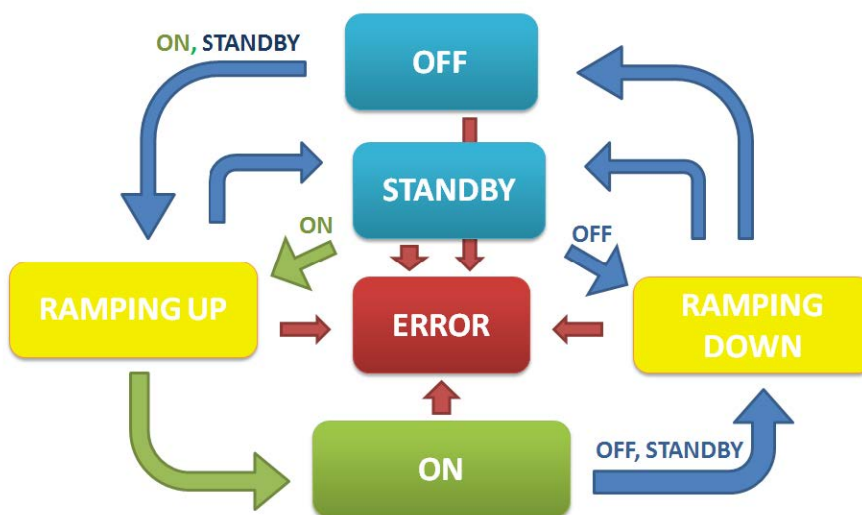 ON, STANDBY
OFF
STANDBY
ON
OFF
RAMPING UP
ERROR
RAMPING
DOWN
ON
OFF, STANDBY